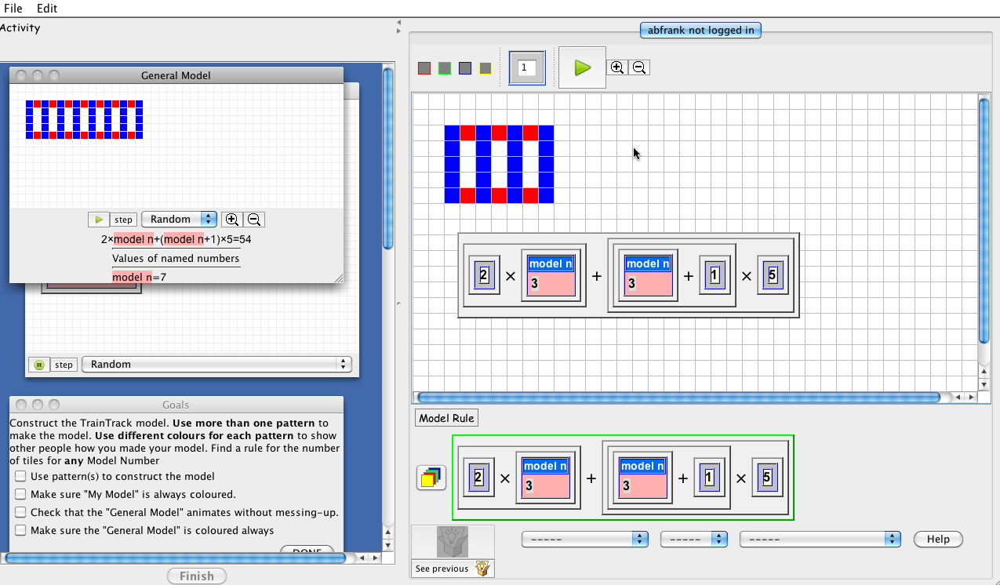 File Edit
Activity
abfrank not logged in
1
General Model
step Random
2×model n+(model n+1)×5=54
Values of named numbers
model n=7
step Random
2 × model n 3 + model n 3 + 1 × 5
Goals
Construct the TrainTrack model. Use more than one pattern to
make the model. Use different colours for each pattern to show
other people how you made your model. Find a rule for the number
of tiles for any Model Number
Use pattern(s) to construct the model
Make sure "My Model" is always coloured.
Check that the "General Model" animates without messing-up.
Make sure the "General Model" is coloured always
DONE
Finish
Model Rule
2 × model n 3 + model n 3 + 1 × 5
See previous
----- ----- ----- Help